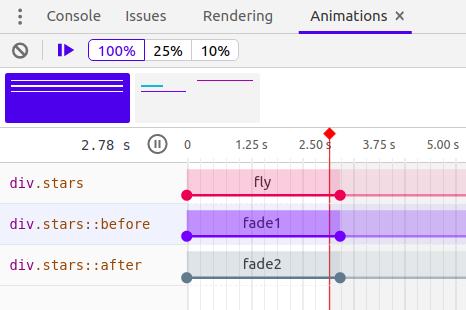 Console Issues Rendering Animations ×
100% 25% 10%
2.78 s 0 1.25 s 2.50 s 3.75 s 5.00 s
div.stars fly
div.stars::before fade1
div.stars::after fade2